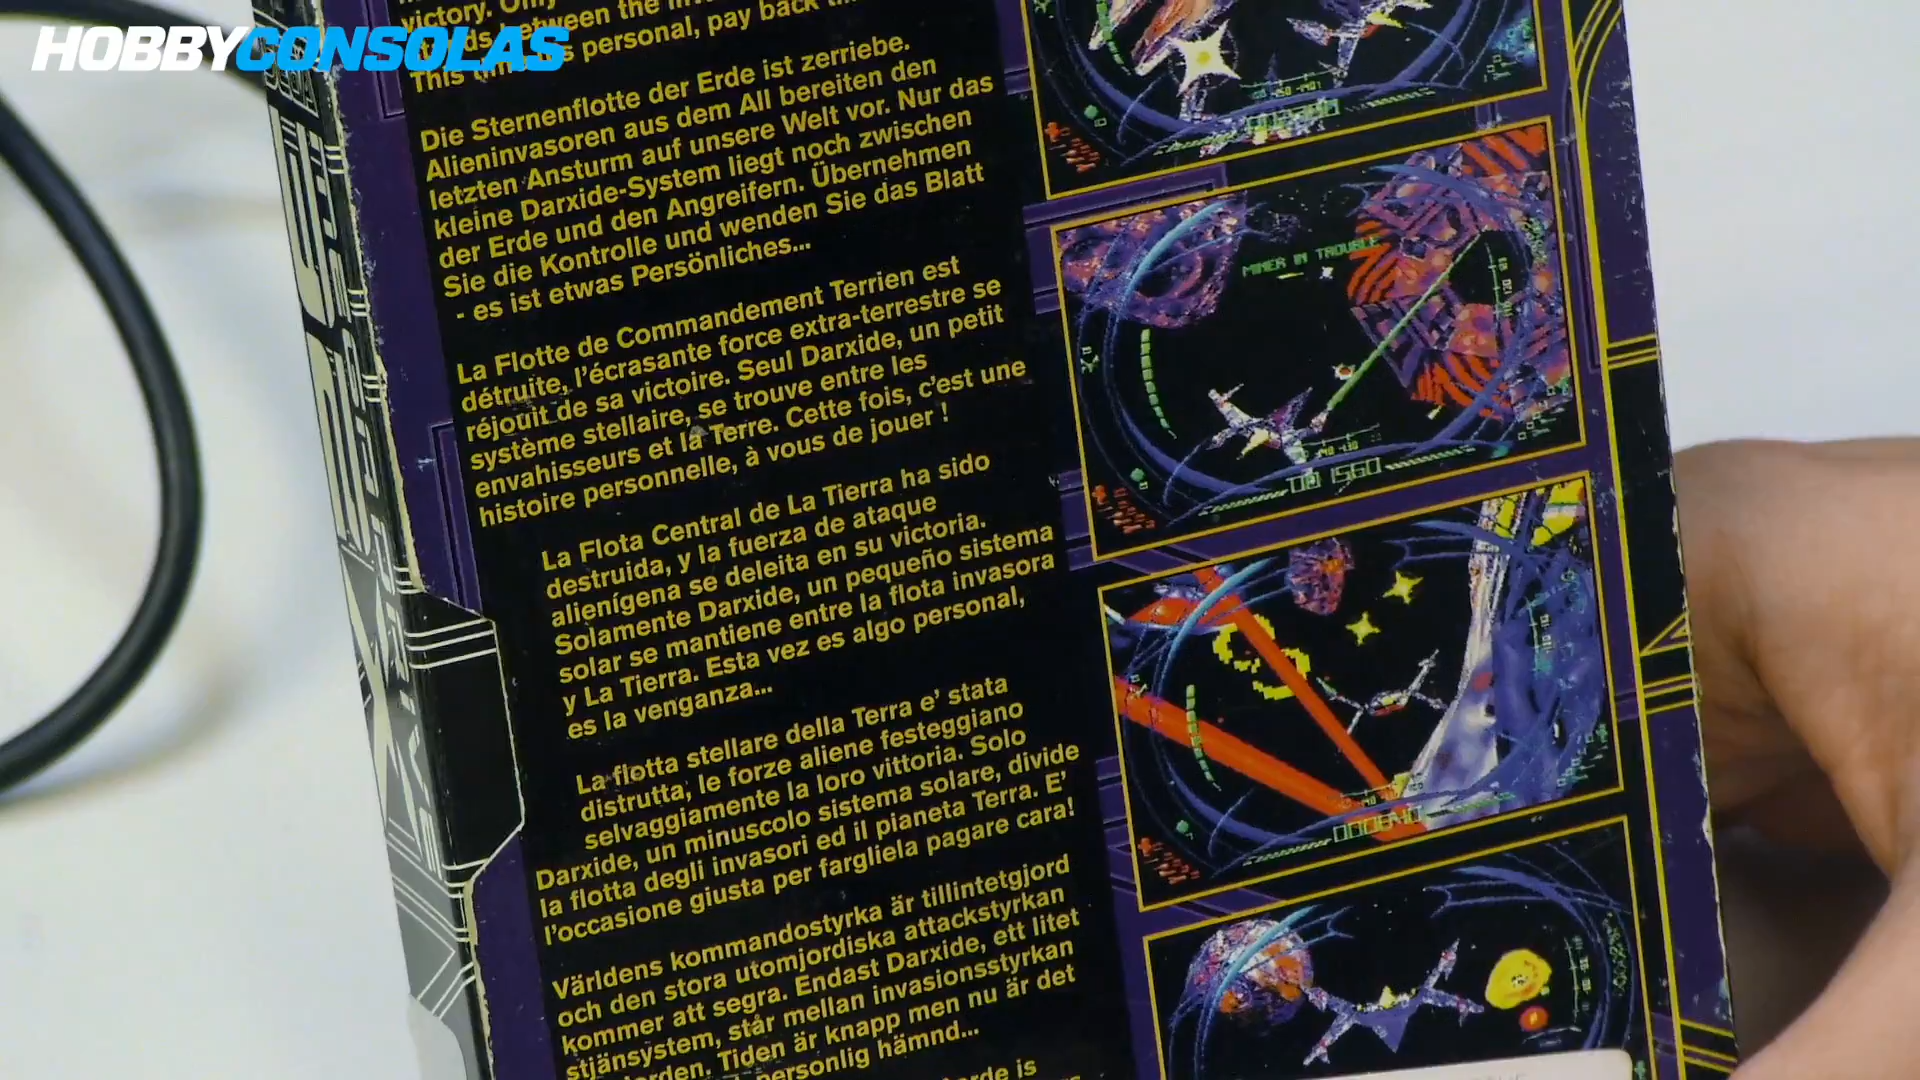 HOBBYCONSOLAS
victory.
between the
personal, pay back
This
Die Sternenflotte der Erde ist zerriebe.
Alieninvasoren aus dem All bereiten den
letzten Ansturm auf unsere Welt vor. Nur das
kleine Darxide-System liegt noch zwischen
der Erde und den Angreifern. Übernehmen
Sie die Kontrolle und wenden Sie das Blatt
- es ist etwas Persönliches...
La Flotte de Commandement Terrien est
détruite, l'écrasante force extra-terrestre se
réjouit de sa victoire. Seul Darxide, un petit
système stellaire, se trouve entre les
envahisseurs et la Terre. Cette fois, c'est une
histoire personnelle, à vous de jouer !
La Flota Central de La Tierra ha sido
destruida, y la fuerza de ataque
alienígena se deleita en su victoria.
Solamente Darxide, un pequeño sistema
solar se mantiene entre la flota invasora
y La Tierra. Esta vez es algo personal,
es la venganza...
La flotta stellare della Terra e' stata
distrutta; le forze aliene festeggiano
selvaggiamente la loro vittoria. Solo
Darxide, un minuscolo sistema solare, divide
la flotta degli invasori ed il pianeta Terra. E'
l'occasione giusta per fargliela pagare cara!
Världens kommandostyrka är tillintetgjord
och den stora utomjordiska attackstyrkan
kommer att segra. Endast Darxide, ett litet
stjänsystem, står mellan invasionsstyrkan
Tiden är knapp men nu är det
personlig hämnd...
is
MINER IN TROUBLE
001560
000640